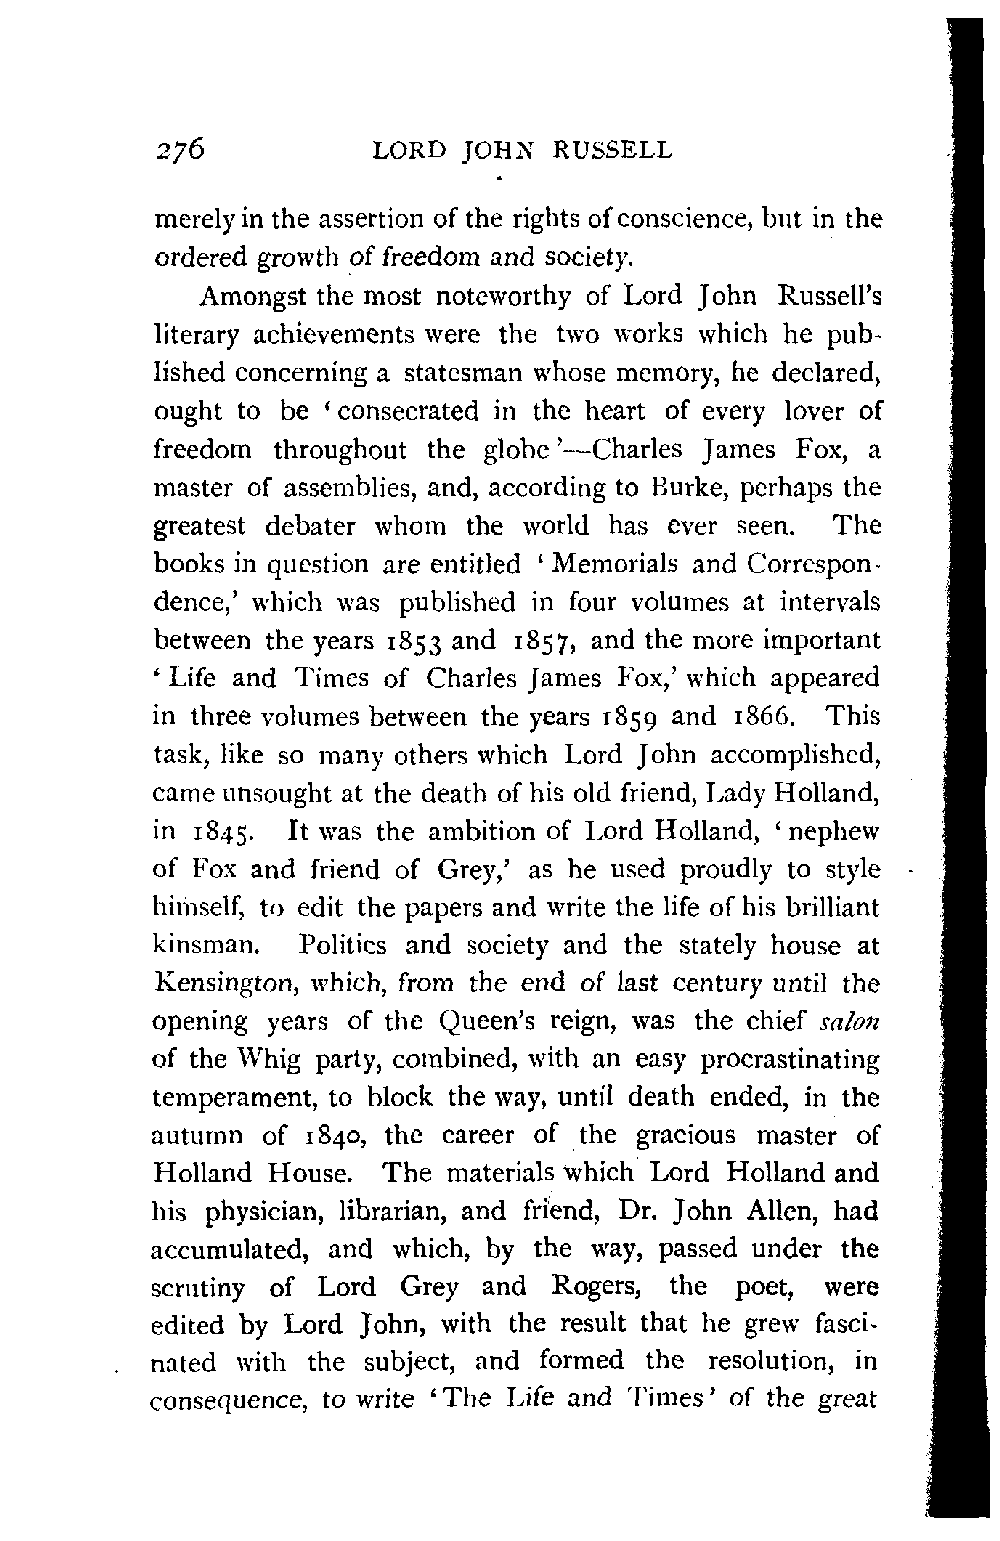 276 LORD JOHN RUSSELL
merely in the assertion of the rights of conscience, but in the
ordered growth of freedom and society.
Amongst the most noteworthy of Lord John Russell's
literary achievements were the two works which he pub-
lished concerning a statesman whose memory, he declared,
ought to be ‘consecrated in the heart of every lover of
freedom throughout the globe’—Charles James Fox, a
master of assemblies, and, according to Burke, perhaps the
greatest debater whom the world has ever seen. The
books in question are entitled ‘Memorials and Correspon-
dence,’ which was published in four volumes at intervals
between the years 1853 and 1857, and the more important
‘Life and Times of Charles James Fox,’ which appeared
in three volumes between the years 1859 and 1866. This
task, like so many others which Lord John accomplished,
came unsought at the death of his old friend, Lady Holland,
in 1845. It was the ambition of Lord Holland, ‘nephew
of Fox and friend of Grey,’ as he used proudly to style
himself, to edit the papers and write the life of his brilliant
kinsman. Politics and society and the stately house at
Kensington, which, from the end of last century until the
opening years of the Queen's reign, was the chief salon
of the Whig party, combined, with an easy procrastinating
temperament, to block the way, until death ended, in the
autumn of 1840, the career of the gracious master of
Holland House. The materials which Lord Holland and
his physician, librarian, and friend, Dr. John Allen, had
accumulated, and which, by the way, passed under the
scrutiny of Lord Grey and Rogers, the poet, were
edited by Lord John, with the result that he grew fasci-
nated with the subject, and formed the resolution, in
consequence, to write ‘The Life and Times’ of the great